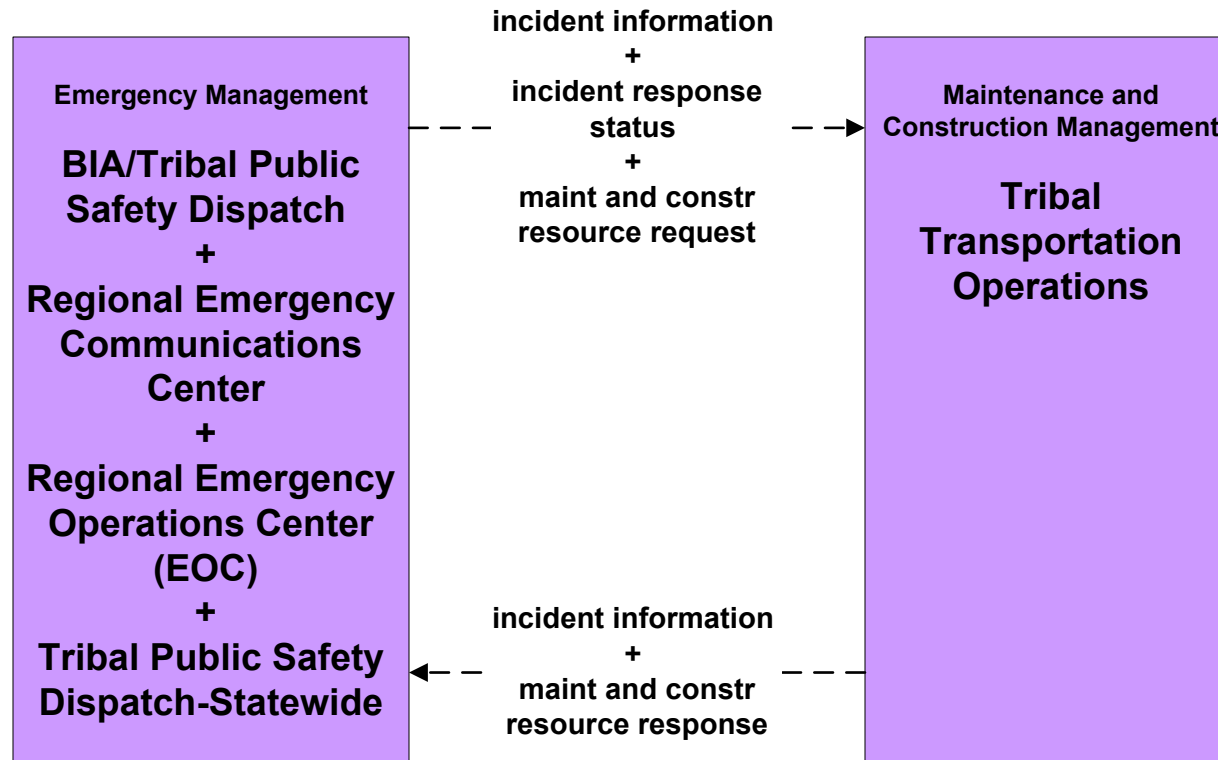 Emergency Management
BIA/Tribal Public
Safety Dispatch
+
Regional Emergency
Communications
Center
+
Regional Emergency
Operations Center
(EOC)
+
Tribal Public Safety
Dispatch-Statewide
incident information
+
incident response
status
+
maint and constr
resource request
incident information
+
maint and constr
resource response
Maintenance and
Construction Management
Tribal
Transportation
Operations